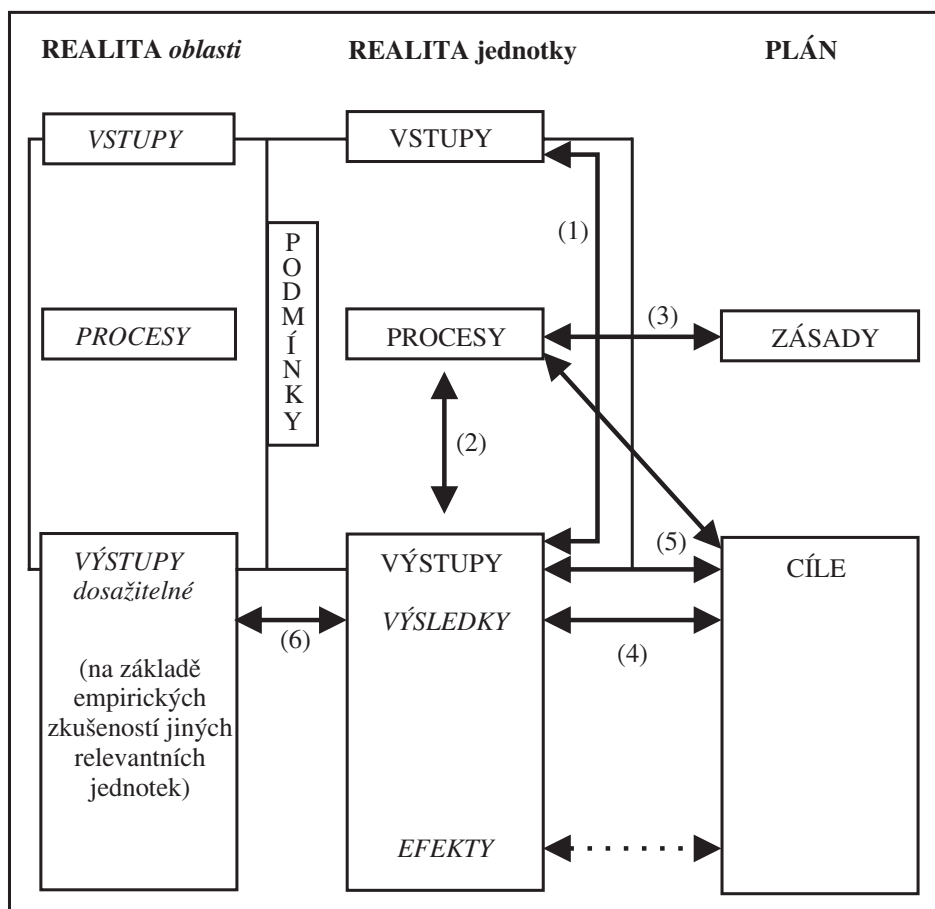 REALITA oblasti
REALITA jednotky
PLÁN
VSTUPY
VSTUPY
(1)
PODMÍNKY
PROCESY
PROCESY
(3)
ZÁSADY
(2)
VÝSTUPY
dosažitelné
(na základě
empirických
zkušeností jiných
relevantních
jednotek)
(6)
VÝSTUPY
VÝSLEDKY
EFEKTY
(5)
(4)
CÍLE